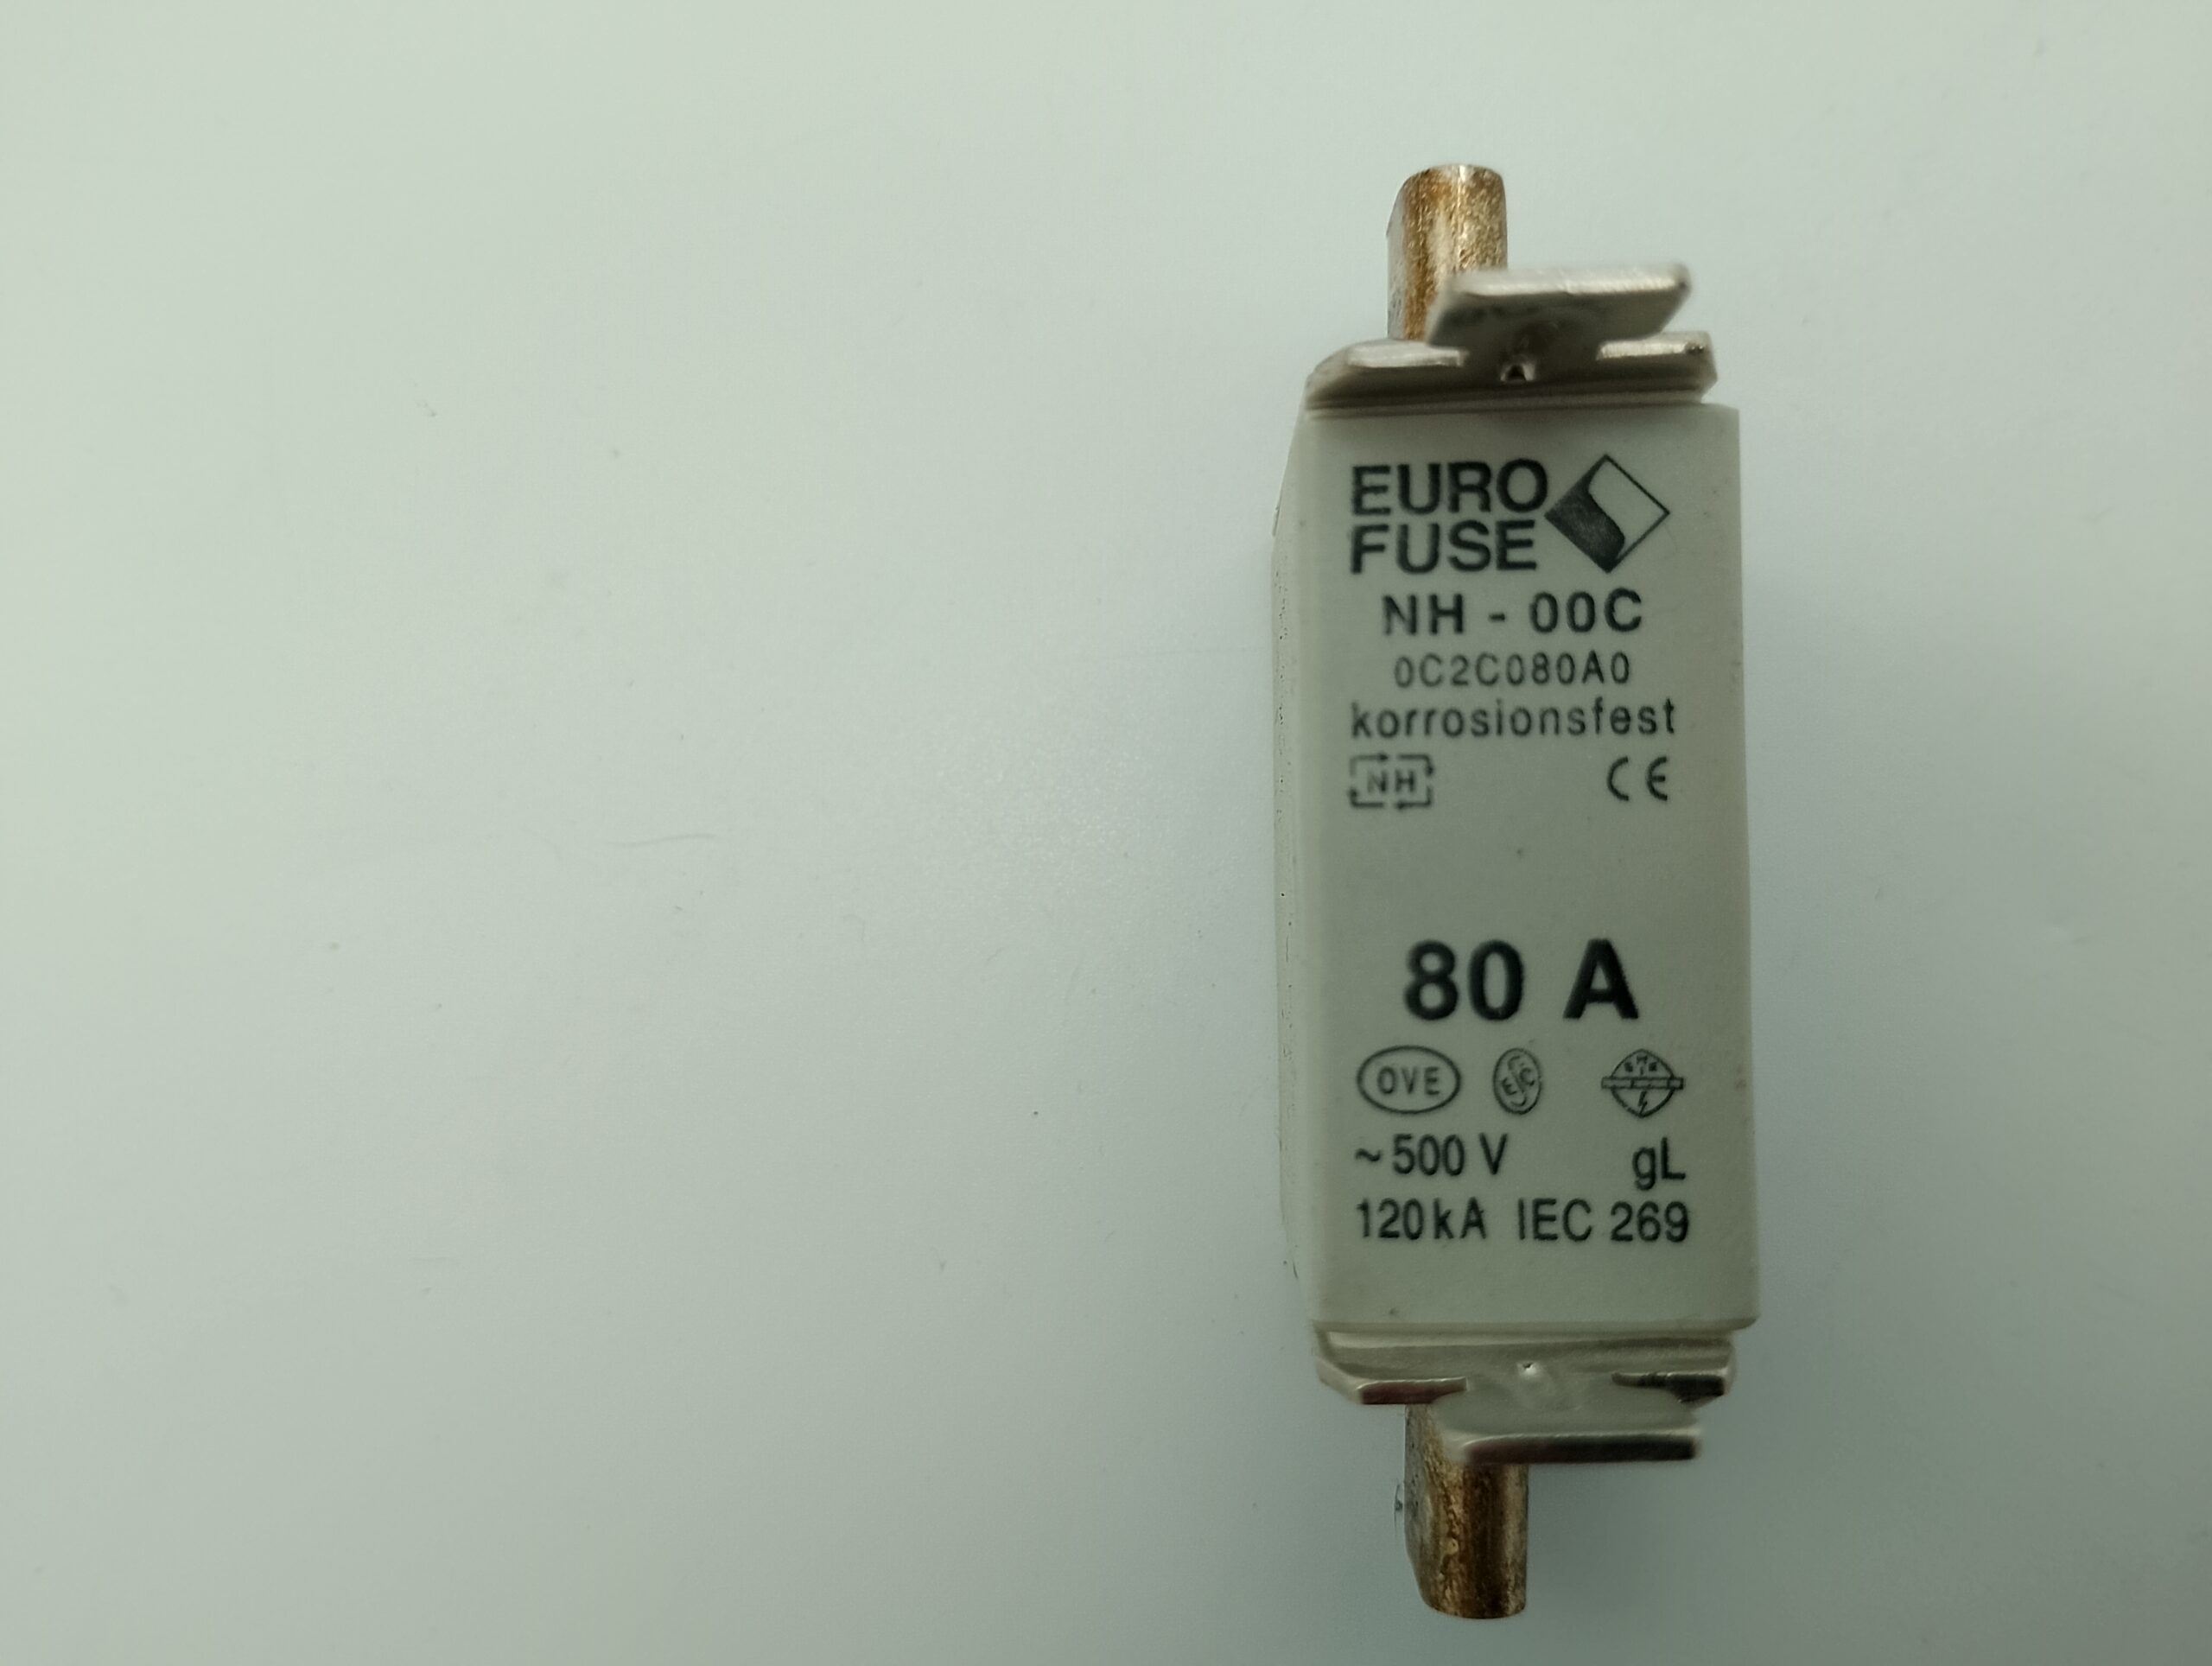 EURO
FUSE
NH - 00C
0C2C080A0
korrosionsfest
NH CE
80 A
OVE
~500 V gL
120kA IEC 269